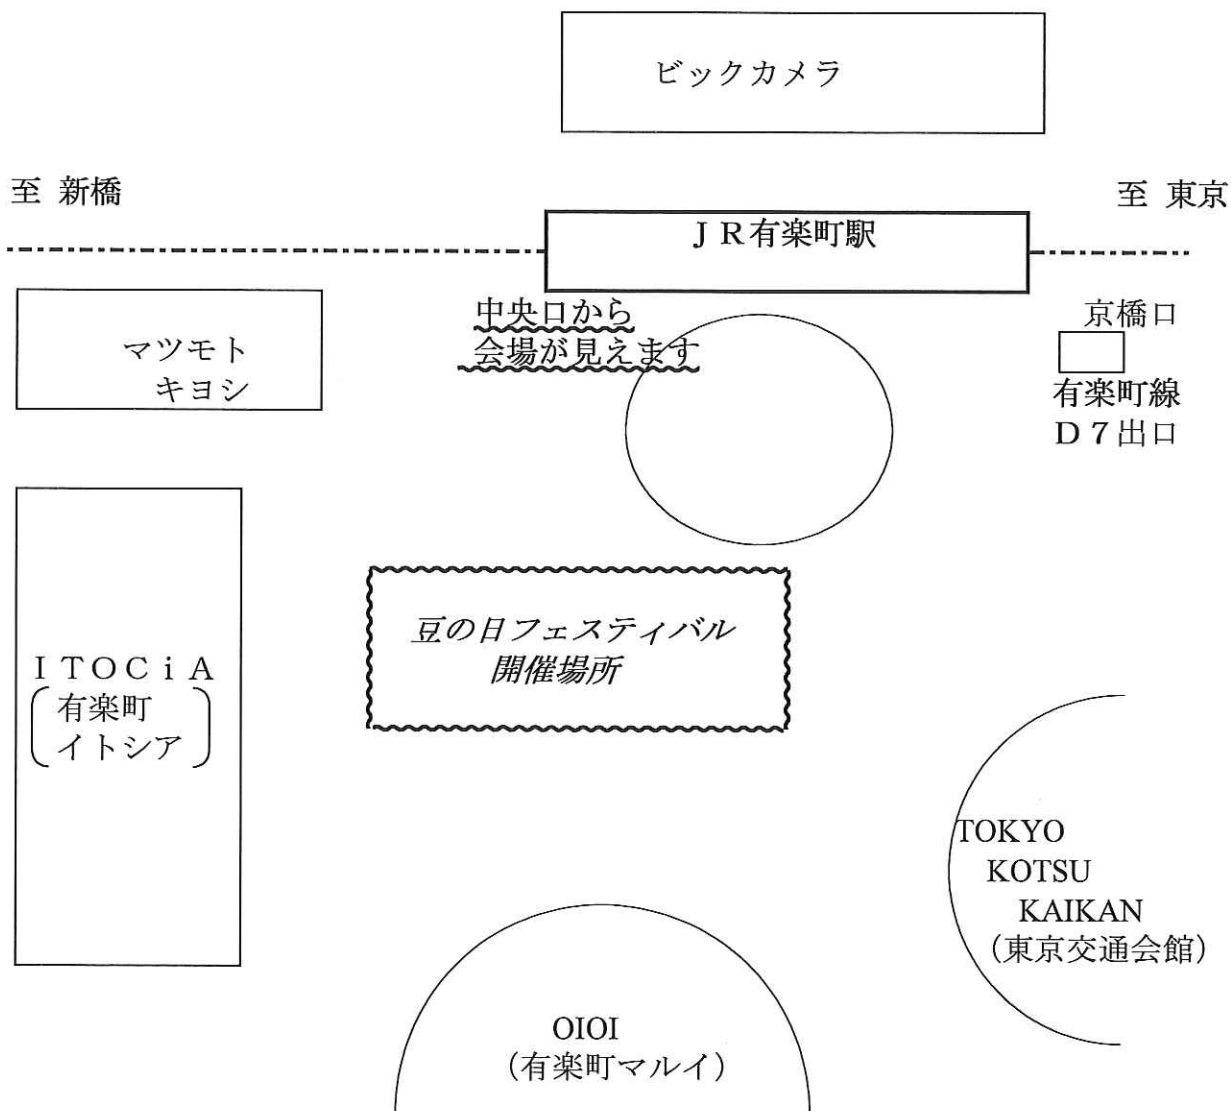 ビックカメラ
至 新橋
至 東京
ＪＲ有楽町駅
中央口から
会場が見えます
京橋口
有楽町線
Ｄ７出口
マツモト
キヨシ
豆の日フェスティバル
開催場所
ＩＴＯＣｉＡ
有楽町
イトシア
TOKYO
KOTSU
KAIKAN
（東京交通会館）
OIOI
（有楽町マルイ）